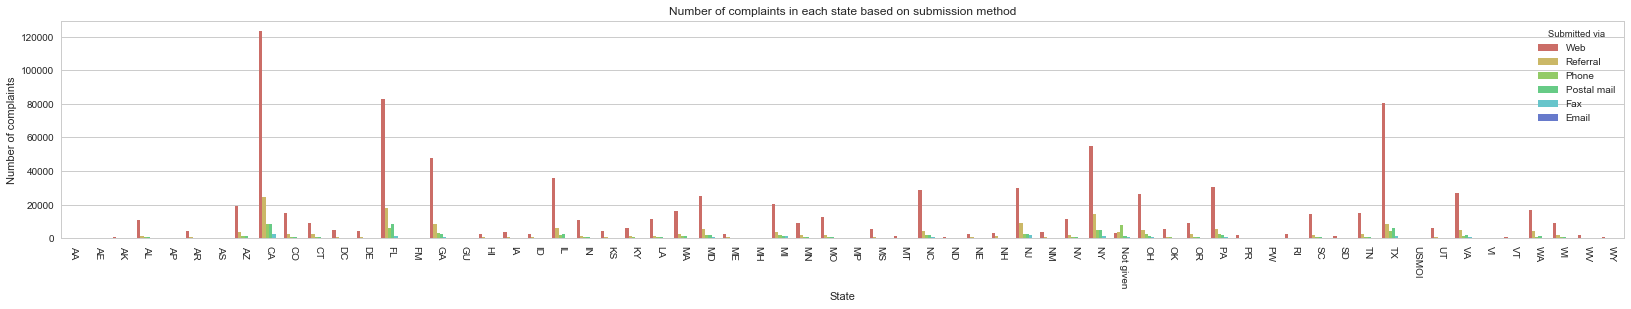 Number of complaints in each state based on submission method
Number of complaints
120000
100000
80000
60000
40000
20000
0
Submitted via
Web
Referral
Phone
Postal mail
Fax
Email
AA AE AK AL AP AR AS AZ CA CO CT DC DE FL FM GA GU HI IA ID IL IN KS KY LA MA MD ME MH MI MN MO MP MS MT NC ND NE NH NJ NM NV NY Not given OH OK OR PA PR PW RI SC SD TN TX USMOI UT VA VI VT WA WI WV WY
State